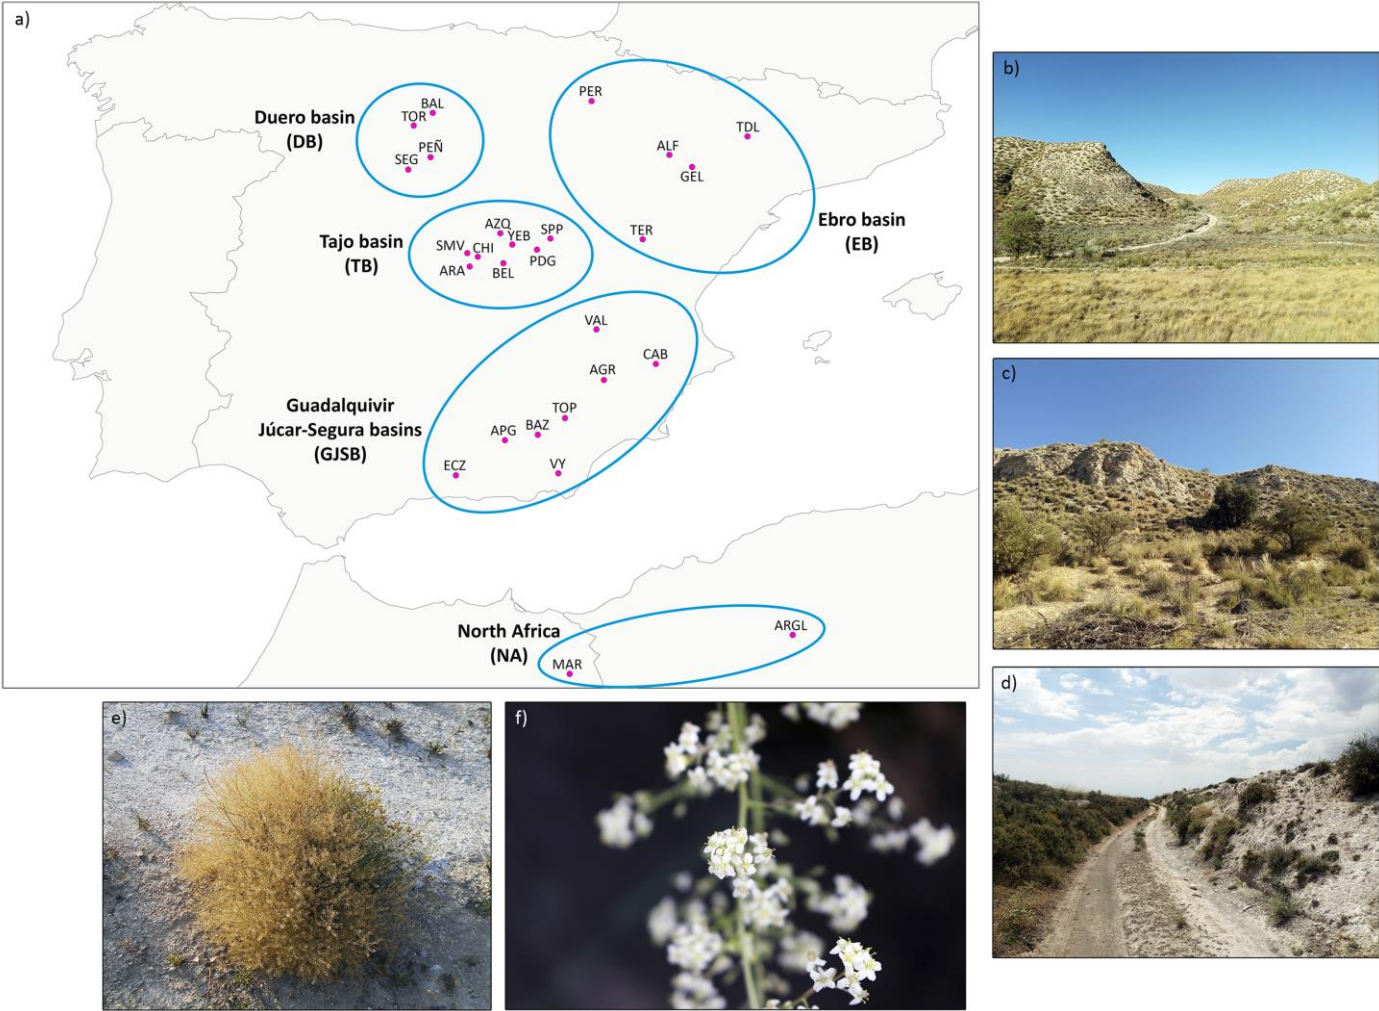 a)
BAL
TOR
PEÑ
SEG
Duero basin
(DB)
PER
TDL
ALF
GEL
TER
Ebro basin
(EB)
AZQ
YEB
SPP
SMV
CHI
PDG
ARA
BEL
Tajo basin
(TB)
VAL
CAB
AGR
TOP
APG
BAZ
ECZ
VY
Guadalquivir
Júcar-Segura basins
(GJSB)
North Africa
(NA)
ARGL
MAR
b)
c)
d)
e)
f)